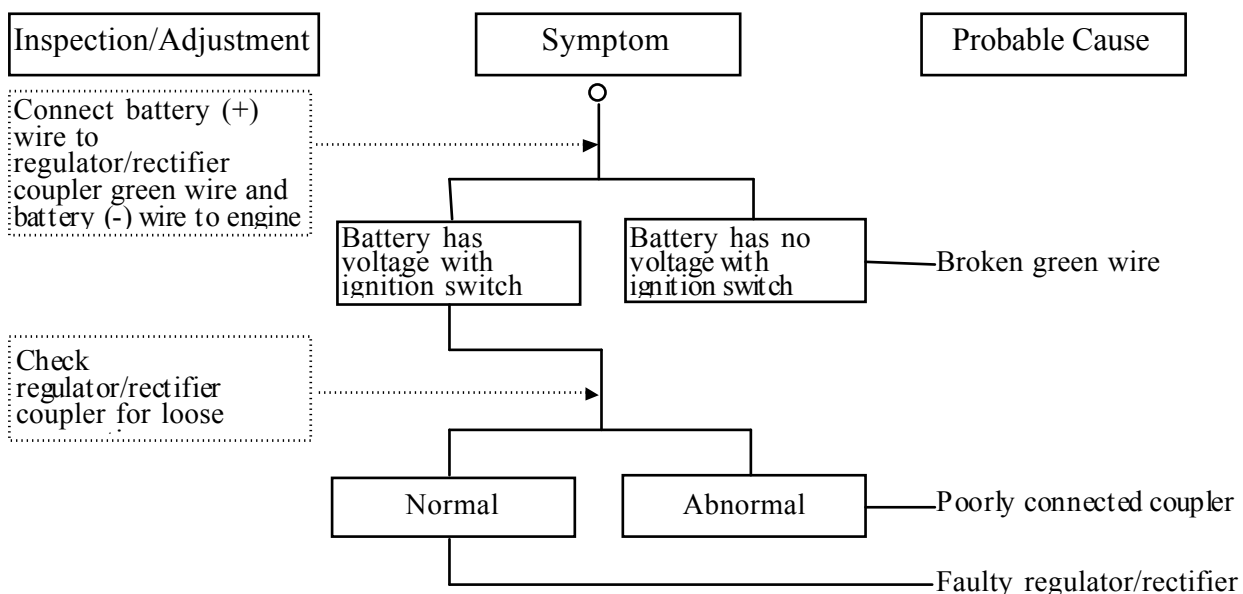 Inspection/Adjustment
Symptom
Probable Cause
Connect battery (+)
wire to
regulator/rectifier
coupler green wire and
battery (-) wire to engine
Battery has
voltage with
ignition switch
Battery has no
voltage with
ignition switch
Broken green wire
Check
regulator/rectifier
coupler for loose
Normal
Abnormal
Poorly connected coupler
Faulty regulator/rectifier